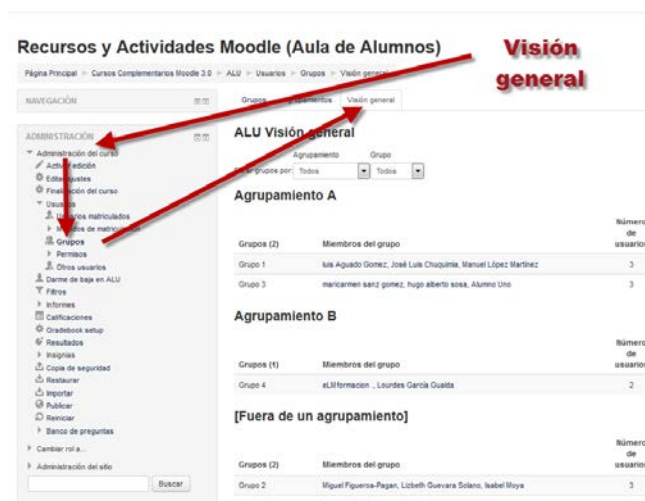 Recursos y Actividades Moodle (Aula de Alumnos)
Visión general
Página Principal ► Cursos Complementarios Moodle 3.0 ► ALU ► Usuarios ► Grupos ► Visión general
NAVEGACIÓN
Grupos Visión general
ADMINISTRACIÓN
Administración del curso
Finalización del curso
Usuarios matriculados
Grupos
Permisos
Otros usuarios
Darme de baja en ALU
Filtros
Informes
Calificaciones
Gradebook setup
Resultados
Insignias
Copia de seguridad
Restaurar
Importar
Publicar
Reiniciar
Banco de preguntas
Cambiar rol a...
Administración del sitio
Buscar
ALU Visión general
Agrupamiento Grupo
grupos por: Todos Todos
Agrupamiento A
Grupos (2) Miembros del grupo Número de usuarios
Grupo 1 luis Aguado Gomez, José Luis Chuquimia, Manuel López Martínez 3
Grupo 3 maricarmen sanz gomez, hugo alberto sosa, Alumno Uno 3
Agrupamiento B
Grupos (1) Miembros del grupo Número de usuarios
Grupo 4 eLMformacion ., Lourdes García Gualda 2
[Fuera de un agrupamiento]
Grupos (2) Miembros del grupo Número de usuarios
Grupo 2 Miguel Figueroa-Pagan, Lizbeth Guevara Solano, Isabel Moya 3